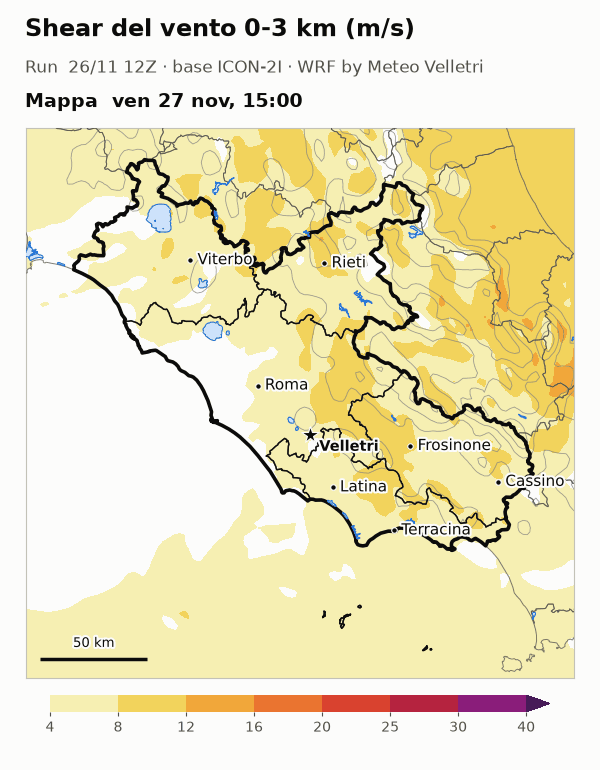 Shear del vento 0-3 km (m/s)
Run  26/11 12Z · base ICON-2I · WRF by Meteo Velletri
Mappa  ven 27 nov, 15:00
Viterbo
Rieti
Roma
Velletri
Frosinone
Latina
Cassino
Terracina
50 km
4 8 12 16 20 25 30 40